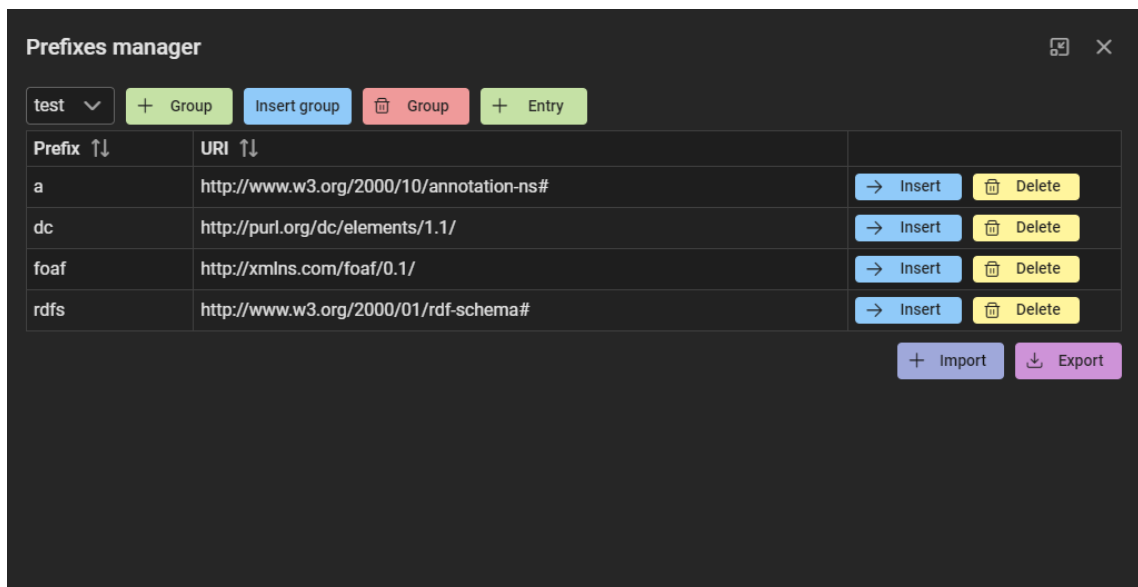 Prefixes manager
test Group Insert group Group Entry
Prefix URI
a http://www.w3.org/2000/10/annotation-ns# Insert Delete
dc http://purl.org/dc/elements/1.1/ Insert Delete
foaf http://xmlns.com/foaf/0.1/ Insert Delete
rdfs http://www.w3.org/2000/01/rdf-schema# Insert Delete
Import Export